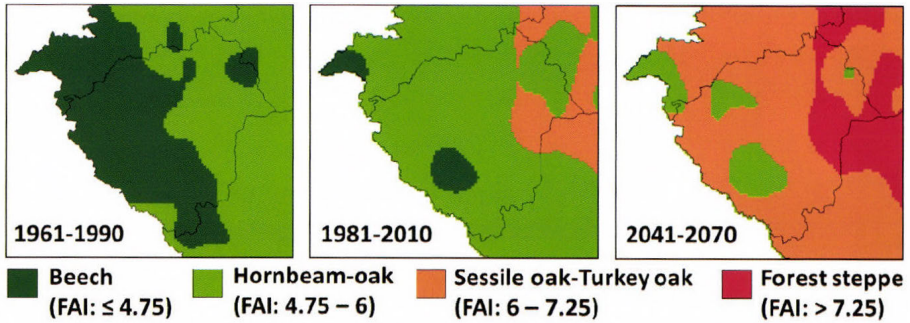 1961-1990
1981-2010
2041-2070
Beech
(FAI: ≤ 4.75)
Hornbeam-oak
(FAI: 4.75 – 6)
Sessile oak-Turkey oak
(FAI: 6 – 7.25)
Forest steppe
(FAI: > 7.25)